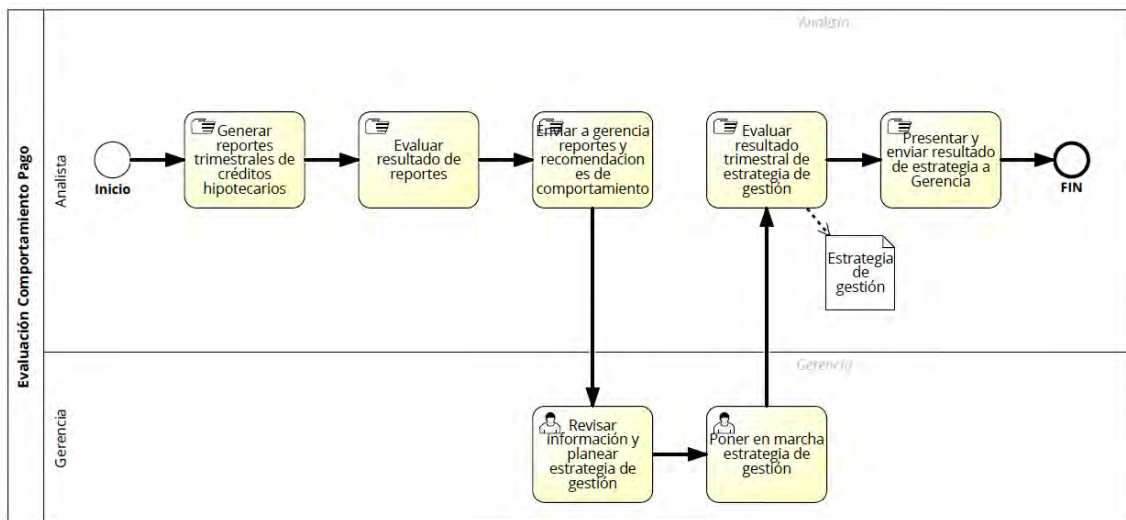 Evaluación Comportamiento Pago
Analista
Analista
Inicio
Generar
reportes
trimestrales de
créditos
hipotecarios
Evaluar
resultado de
reportes
Enviar a gerencia
reportes y
recomendacion
es de
comportamiento
Evaluar
resultado
trimestral de
estrategia de
gestión
Presentar y
enviar resultado
de estrategia a
Gerencia
FIN
Estrategia
de
gestión
Gerencia
Gerencia
Revisar
información y
planear
estrategia de
gestión
Poner en marcha
estrategia de
gestión